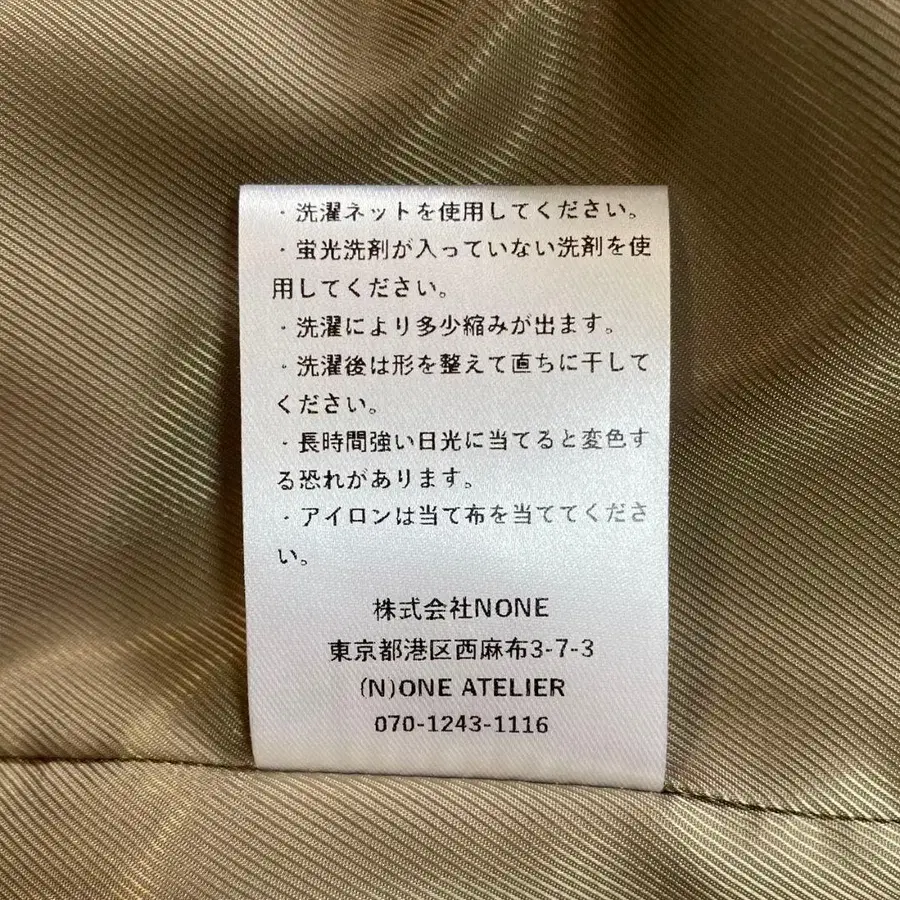 ・洗濯ネットを使用してください。
・蛍光洗剤が入っていない洗剤を使
用してください。
・洗濯により多少縮みが出ます。
・洗濯後は形を整えて直ちに干して
ください。
・長時間強い日光に当てると変色す
る恐れがあります。
・アイロンは当て布を当ててくださ
い。
株式会社NONE
東京都港区西麻布3-7-3
(N)ONE ATELIER
070-1243-1116